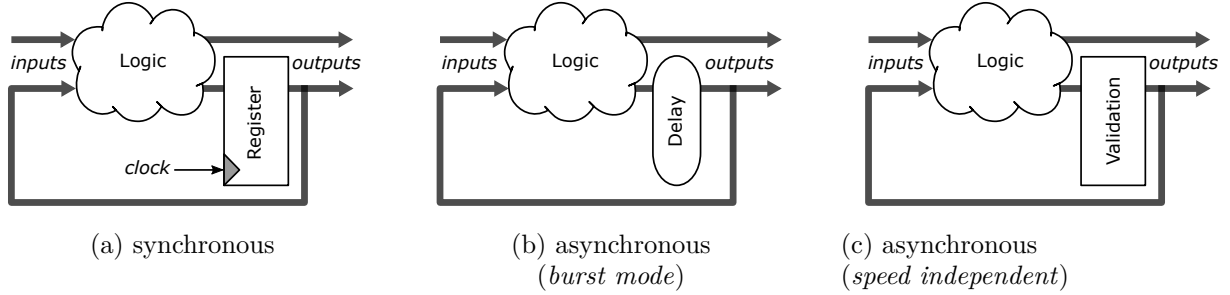 inputs
Logic
outputs
Register
clock
(a) synchronous
inputs
Logic
outputs
Delay
(b) asynchronous
(burst mode)
inputs
Logic
outputs
Validation
(c) asynchronous
(speed independent)